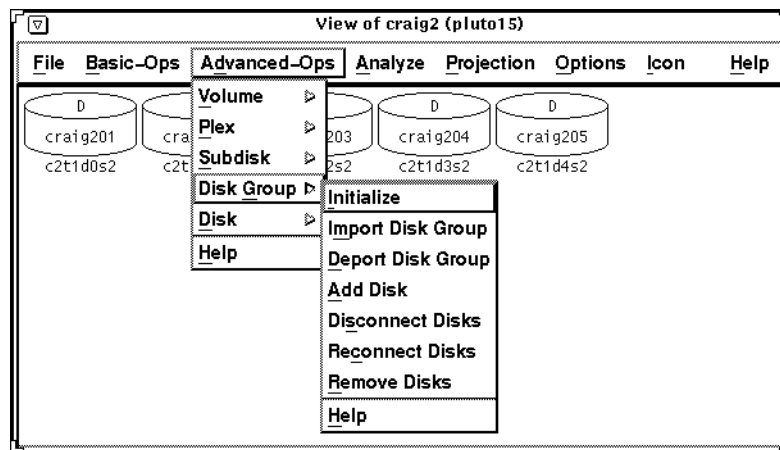 View of craig2 (pluto15)
File Basic-Ops Advanced-Ops Analyze Projection Options Icon Help
D D D
craig201 cra 203 craig204 craig205
c2t1d0s2 c2t 2s2 c2t1d3s2 c2t1d4s2
Volume
Plex
Subdisk
Disk Group
Disk
Help
Initialize
Import Disk Group
Deport Disk Group
Add Disk
Disconnect Disks
Reconnect Disks
Remove Disks
Help